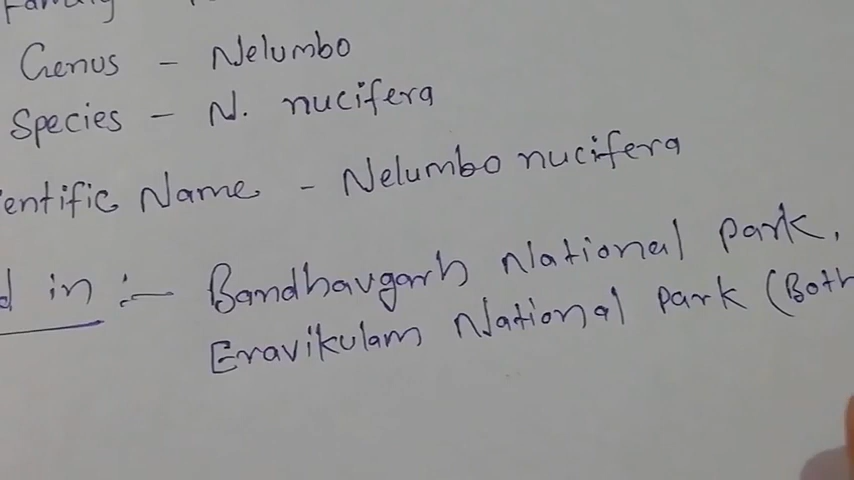 Genus - Nelumbo
Species - N. nucifera
entific Name - Nelumbo nucifera
d in :- Bandhavgarh National park.
Eravikulam National park (Both